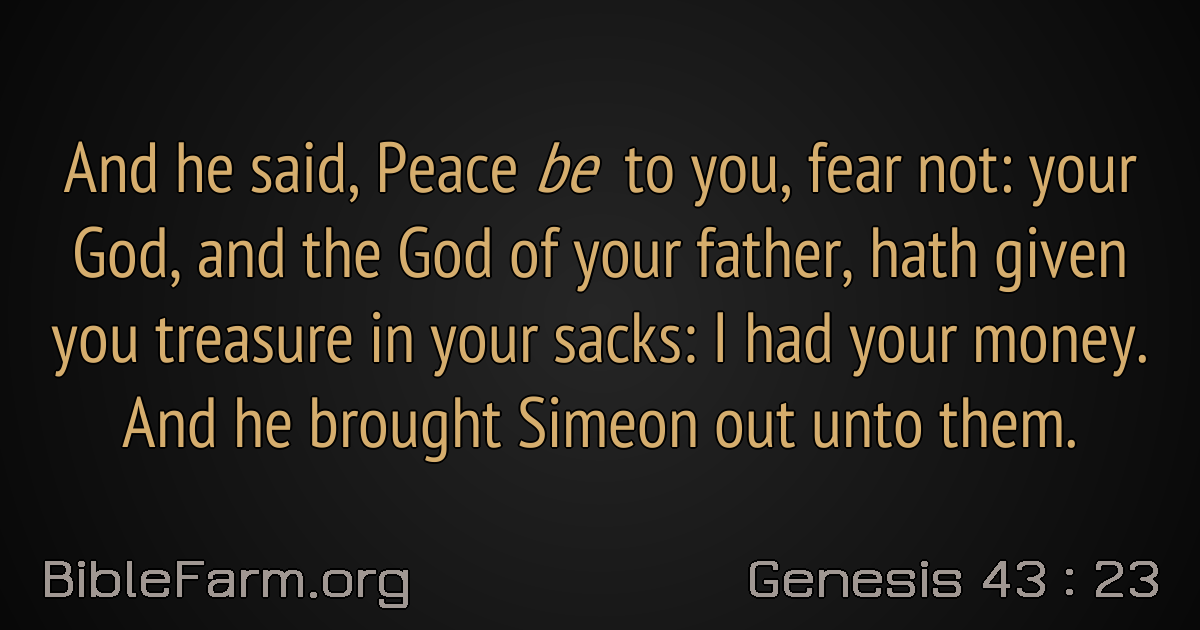 And he said, Peace be to you, fear not: your
God, and the God of your father, hath given
you treasure in your sacks: I had your money.
And he brought Simeon out unto them.
BibleFarm.org
Genesis 43 : 23